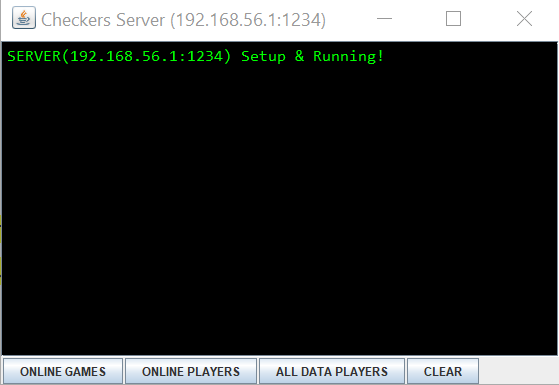 Checkers Server (192.168.56.1:1234)
SERVER(192.168.56.1:1234) Setup & Running!
ONLINE GAMES ONLINE PLAYERS ALL DATA PLAYERS CLEAR